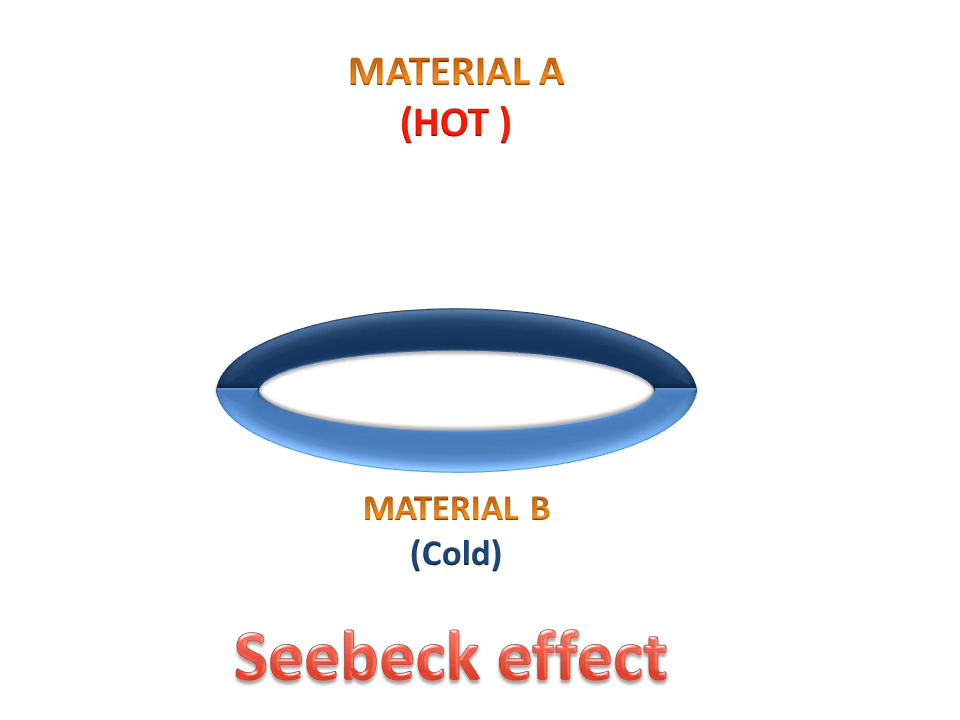 MATERIAL A
(HOT )
MATERIAL B
(Cold)
Seebeck effect